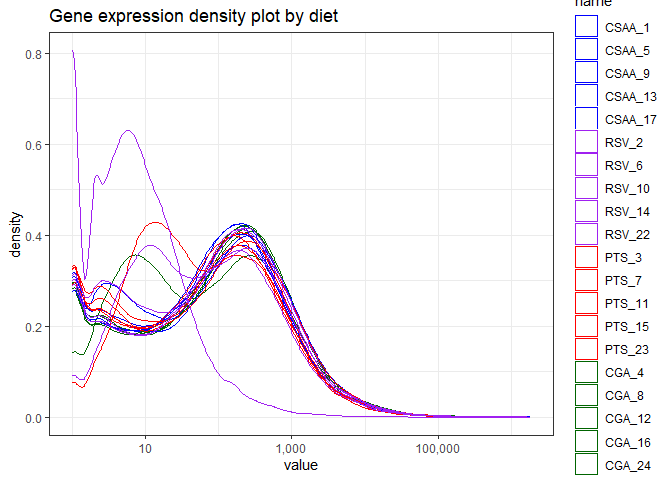 Gene expression density plot by diet
name
CSAA_1
CSAA_5
CSAA_9
CSAA_13
CSAA_17
RSV_2
RSV_6
RSV_10
RSV_14
RSV_22
PTS_3
PTS_7
PTS_11
PTS_15
PTS_23
CGA_4
CGA_8
CGA_12
CGA_16
CGA_24
density
0.8
0.6
0.4
0.2
0.0
10
1,000
100,000
value